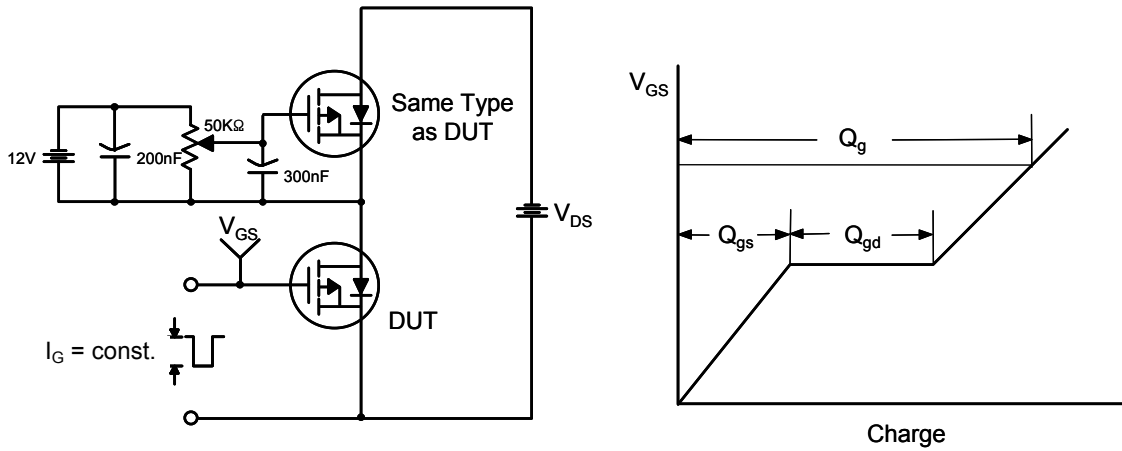 Same Type
as DUT
50KΩ
12V
200nF
300nF
V_GS
V_DS
DUT
I_G = const.
V_GS
Q_g
Q_gs
Q_gd
Charge